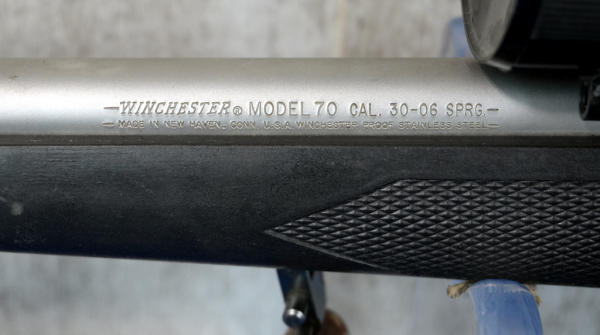 WINCHESTER® MODEL 70 CAL. 30-06 SPRG.
MADE IN NEW HAVEN, CONN. U.S.A. WINCHESTER PROOF STAINLESS STEEL